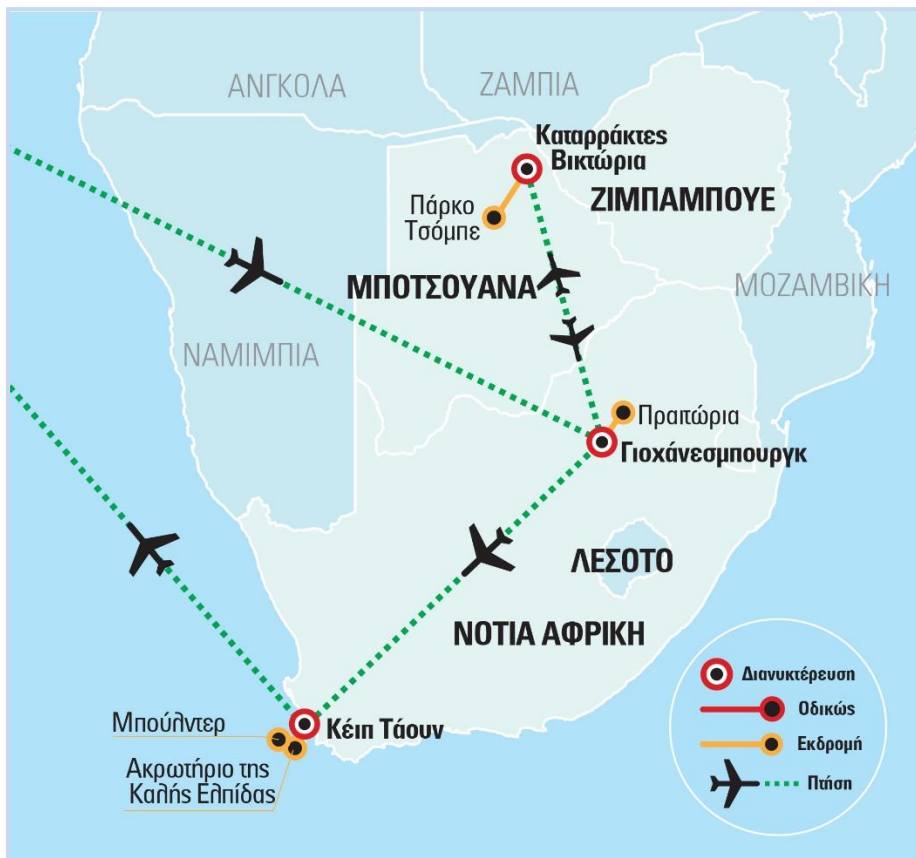 ΑΝΓΚΟΛΑ
ΖΑΜΠΙΑ
Καταρράκτες
Βικτώρια
ΖΙΜΠΑΜΠΟΥΕ
Πάρκο
Τσόμπε
ΜΠΟΤΣΟΥΑΝΑ
ΜΟΖΑΜΒΙΚΗ
ΝΑΜΙΜΠΙΑ
Πραιτώρια
Γιοχάνεσμπουργκ
ΛΕΣΟΤΟ
ΝΟΤΙΑ ΑΦΡΙΚΗ
Μπούλντερ
Κέιπ Τάουν
Ακρωτήριο της
Καλής Ελπίδας
Διανυκτέρευση
Οδικώς
Εκδρομή
Πτήση